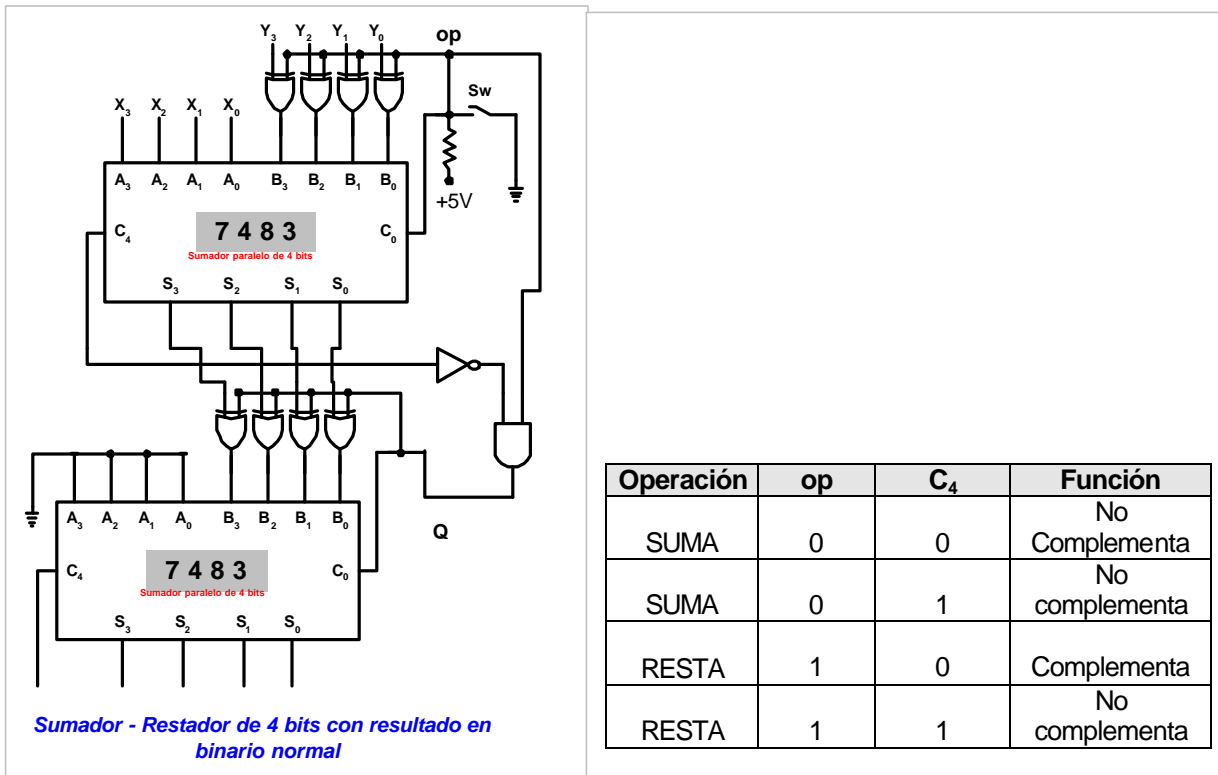 Y3 Y2 Y1 Y0 op
Sw
X3 X2 X1 X0
A3 A2 A1 A0 B3 B2 B1 B0
+5V
C4 7483 C0
Sumador paralelo de 4 bits
S3 S2 S1 S0
A3 A2 A1 A0 B3 B2 B1 B0
Q
C4 7483 C0
Sumador paralelo de 4 bits
S3 S2 S1 S0
Sumador - Restador de 4 bits con resultado en
binario normal
Operación op C4 Función
No
SUMA 0 0 Complementa
No
SUMA 0 1 complementa
RESTA 1 0 Complementa
No
RESTA 1 1 complementa